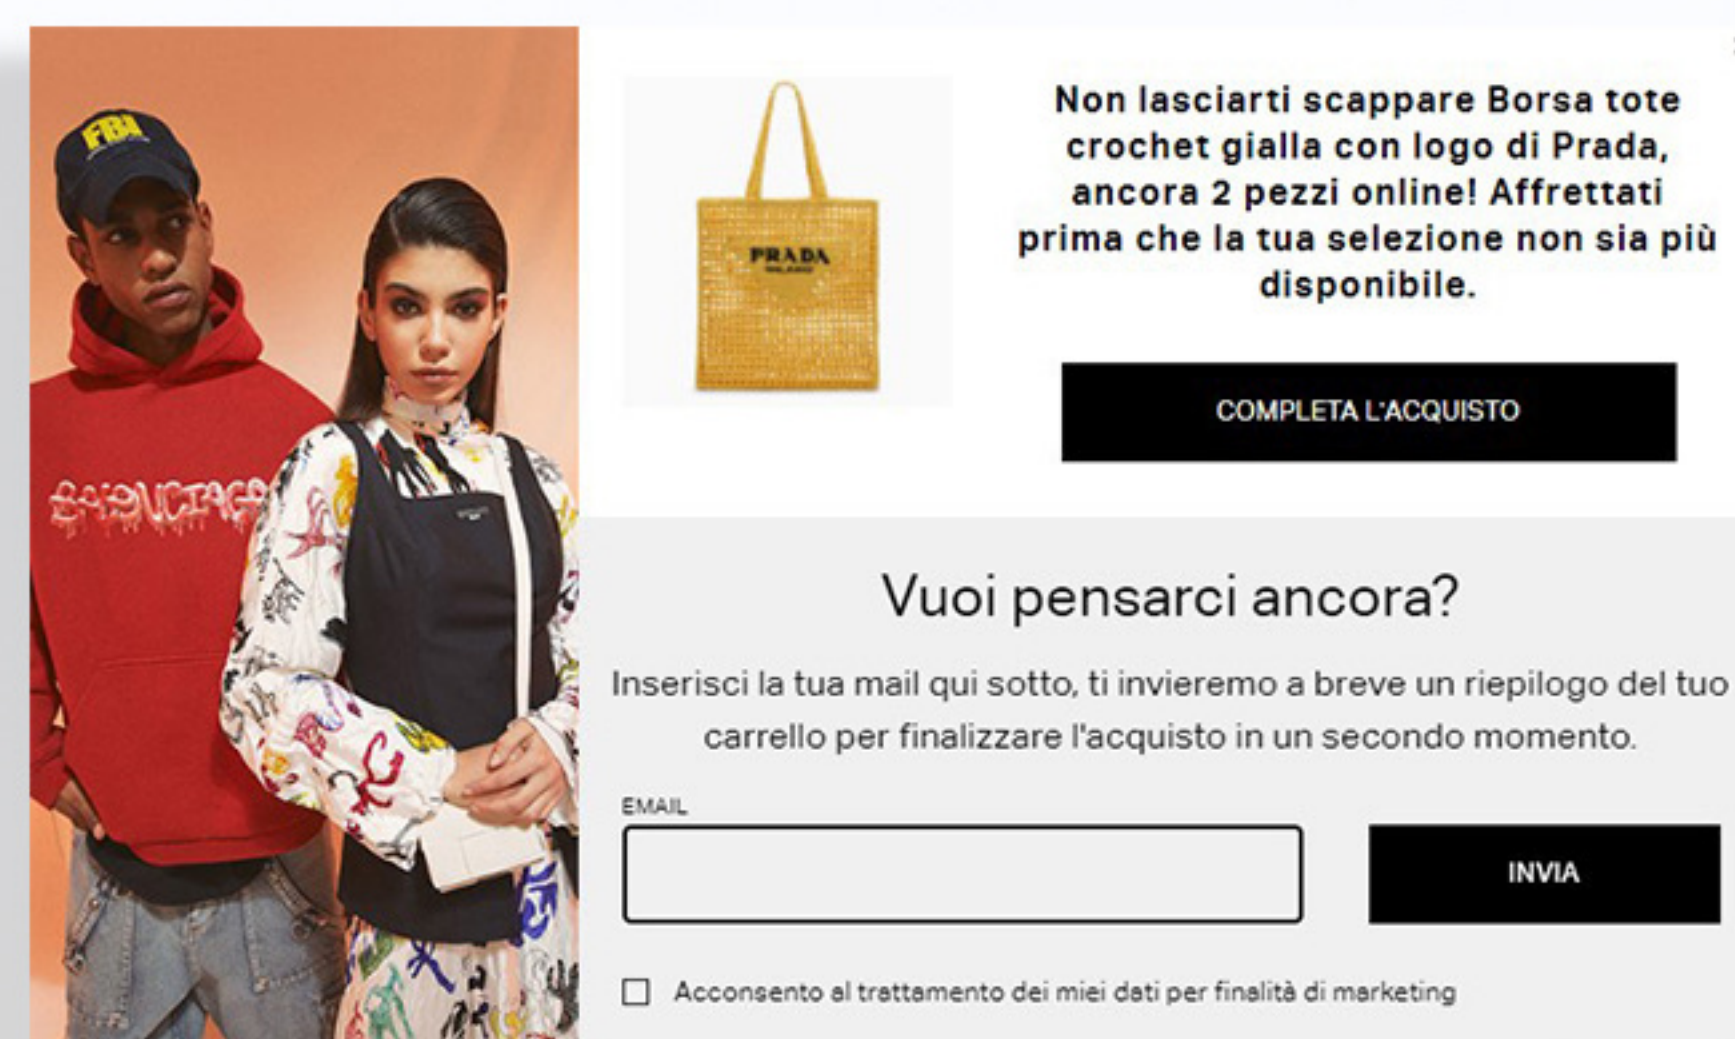 FBI
BALENCIAGA
PRADA
MILANO
Non lasciarti scappare Borsa tote
crochet gialla con logo di Prada,
ancora 2 pezzi online! Affrettati
prima che la tua selezione non sia più
disponibile.
COMPLETA L'ACQUISTO
Vuoi pensarci ancora?
Inserisci la tua mail qui sotto, ti invieremo a breve un riepilogo del tuo
carrello per finalizzare l'acquisto in un secondo momento.
EMAIL
INVIA
Acconsento al trattamento dei miei dati per finalità di marketing